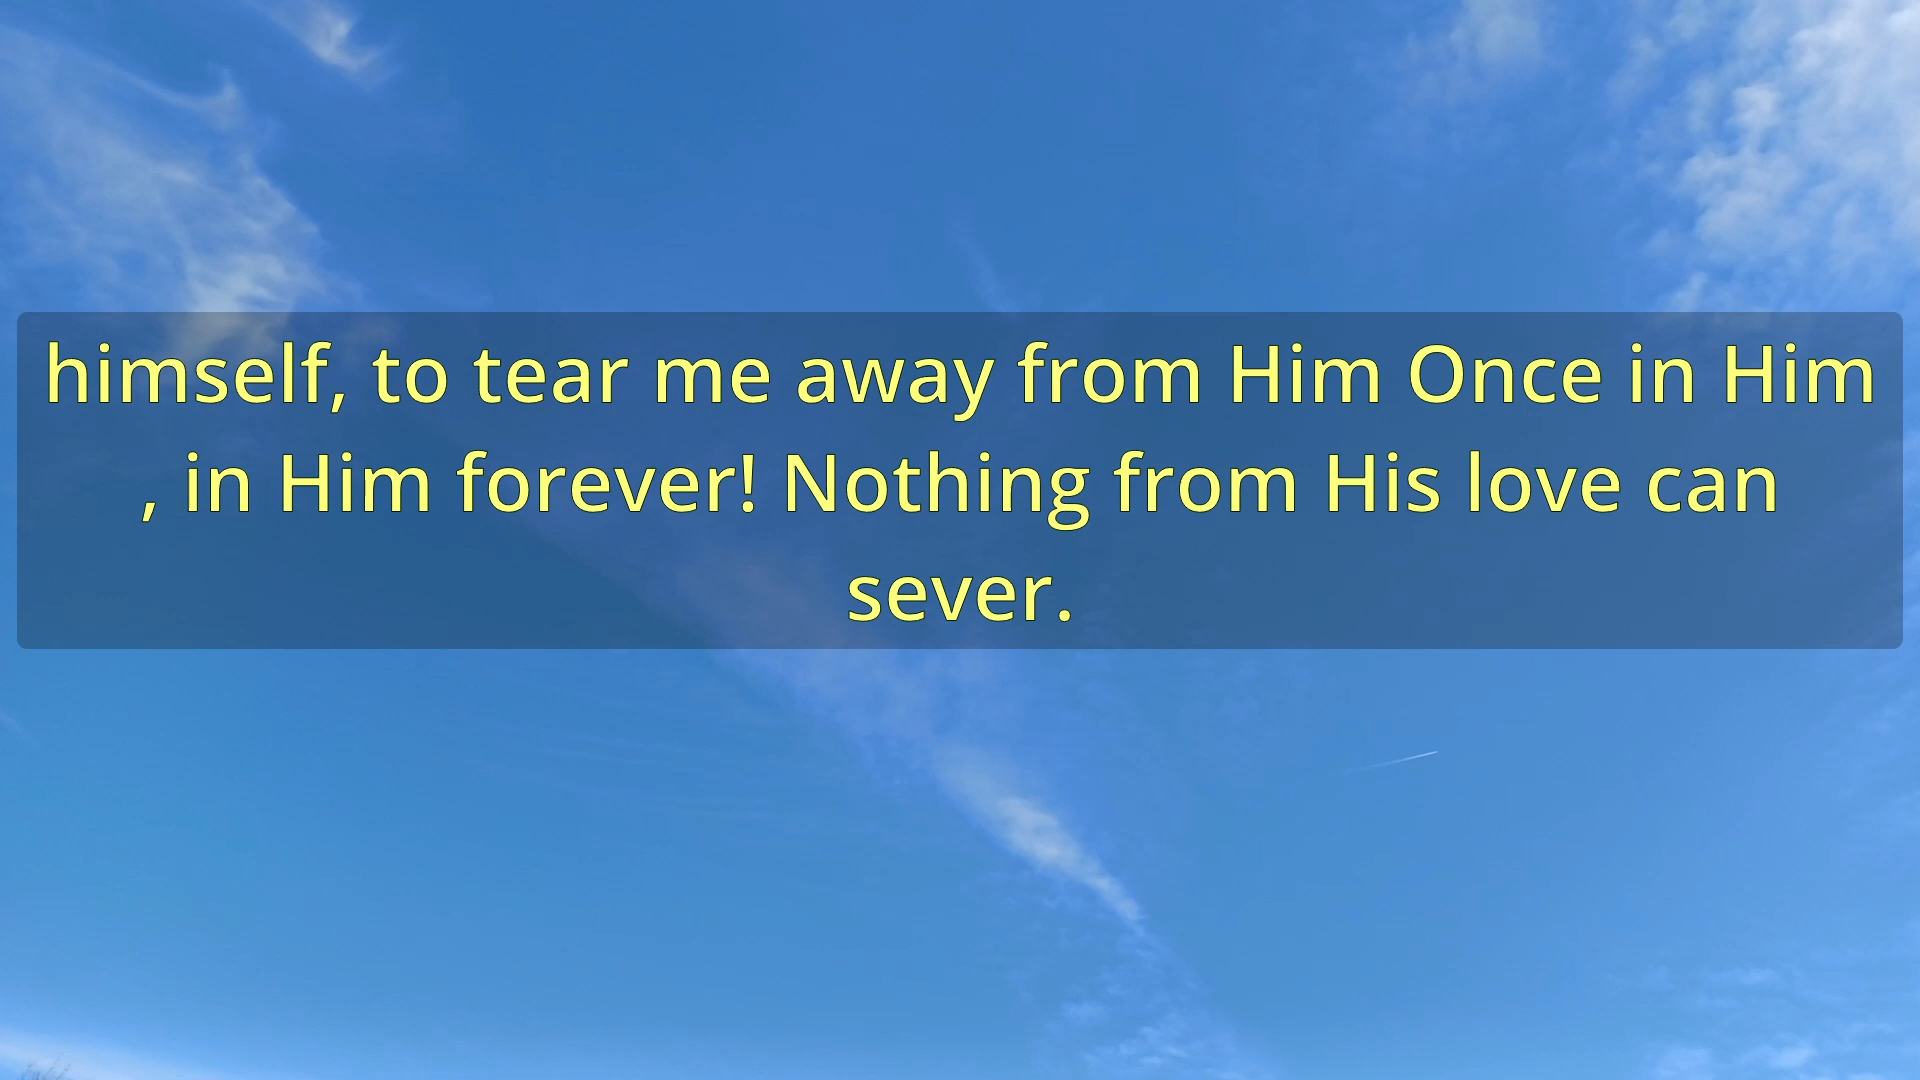 himself, to tear me away from Him Once in Him
, in Him forever! Nothing from His love can
sever.